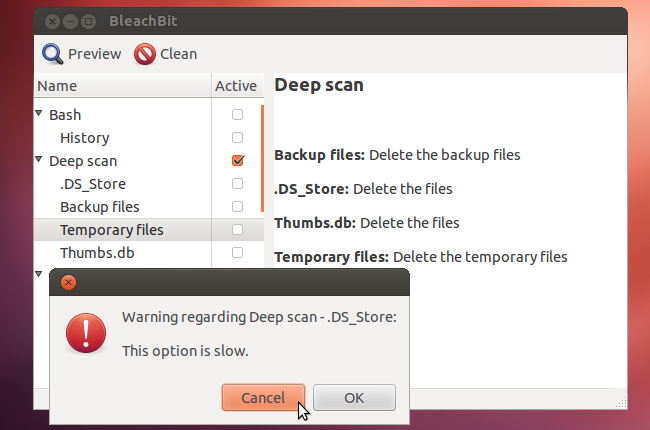 BleachBit
Preview Clean
Name Active
Bash
History
Deep scan
.DS_Store
Backup files
Temporary files
Thumbs.db
Deep scan
Backup files: Delete the backup files
.DS_Store: Delete the files
Thumbs.db: Delete the files
Temporary files: Delete the temporary files
Warning regarding Deep scan - .DS_Store:
This option is slow.
Cancel OK